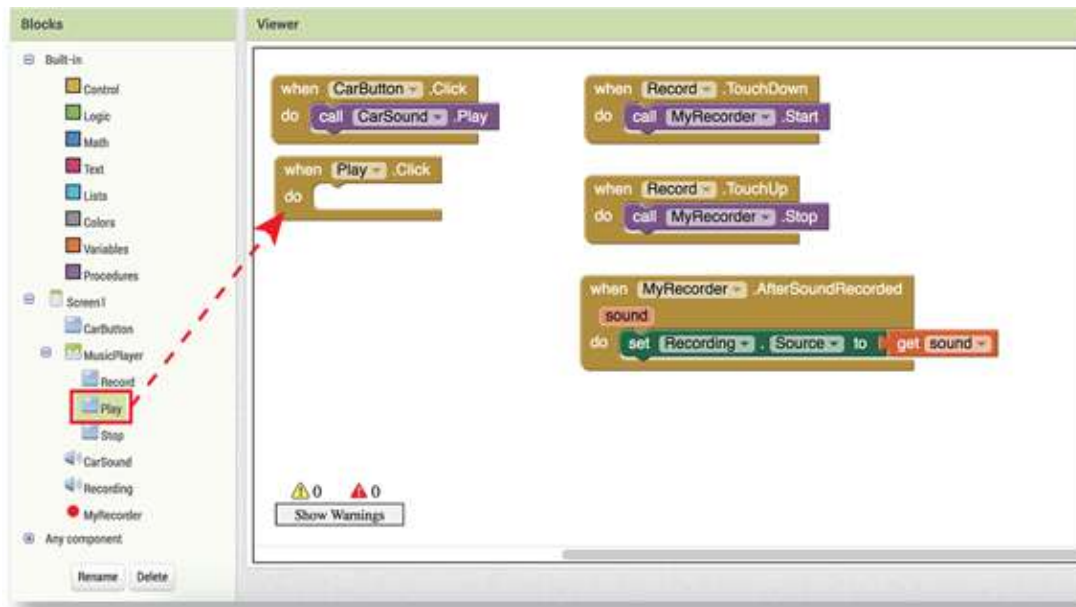 Blocks
Viewer
Built-in
Control
Logic
Math
Text
Lists
Colors
Variables
Procedures
Screen1
CarButton
MusicPlayer
Record
Play
Stop
CarSound
Recording
MyRecorder
Any component
Rename Delete
when CarButton .Click
do call CarSound .Play
when Play .Click
do
0 0
Show Warnings
when Record .TouchDown
do call MyRecorder .Start
when Record .TouchUp
do call MyRecorder .Stop
when MyRecorder .AfterSoundRecorded
sound
do set Recording . Source to get sound